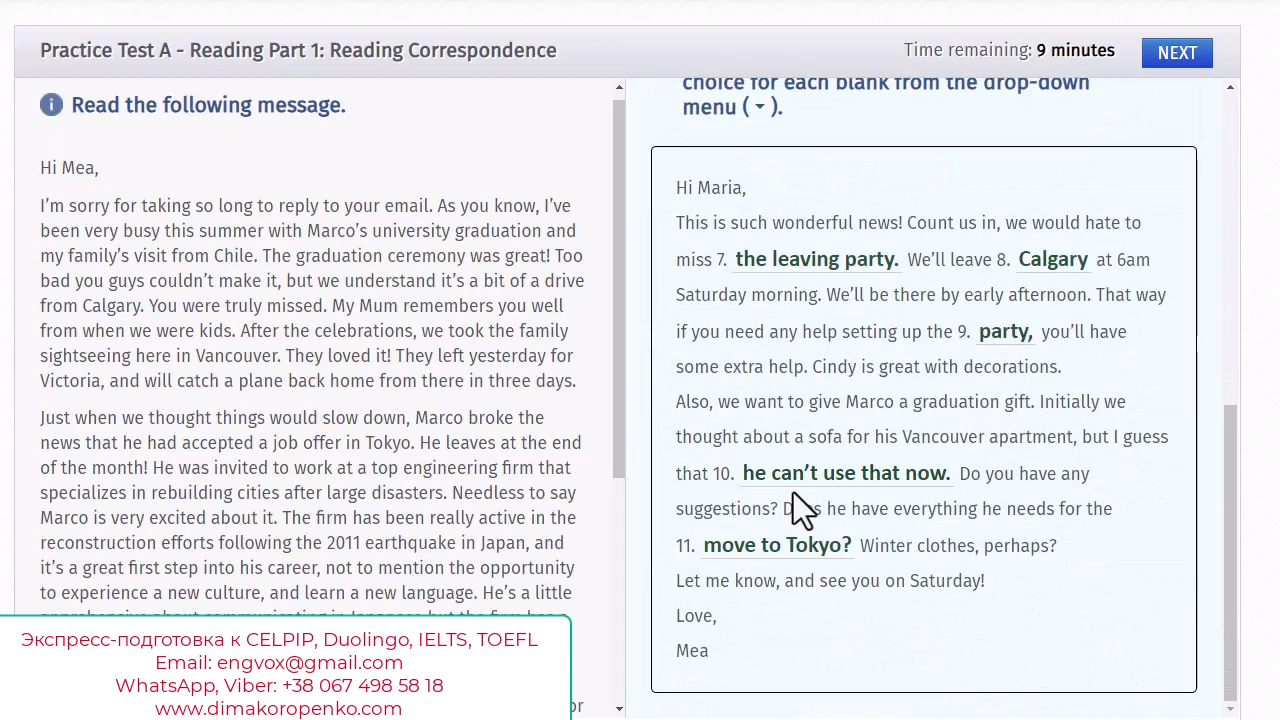 Practice Test A - Reading Part 1: Reading Correspondence
Time remaining: 9 minutes
NEXT
Read the following message.
Hi Mea,
I’m sorry for taking so long to reply to your email. As you know, I’ve
been very busy this summer with Marco’s university graduation and
my family’s visit from Chile. The graduation ceremony was great! Too
bad you guys couldn’t make it, but we understand it’s a bit of a drive
from Calgary. You were truly missed. My Mum remembers you well
from when we were kids. After the celebrations, we took the family
sightseeing here in Vancouver. They loved it! They left yesterday for
Victoria, and will catch a plane back home from there in three days.
Just when we thought things would slow down, Marco broke the
news that he had accepted a job offer in Tokyo. He leaves at the end
of the month! He was invited to work at a top engineering firm that
specializes in rebuilding cities after large disasters. Needless to say
Marco is very excited about it. The firm has been really active in the
reconstruction efforts following the 2011 earthquake in Japan, and
it’s a great first step into his career, not to mention the opportunity
to experience a new culture, and learn a new language. He’s a little
apprehensive about communicating in Japanese but the firm has a
or
choice for each blank from the drop-down
menu ( ).
Hi Maria,
This is such wonderful news! Count us in, we would hate to
miss 7. the leaving party. We’ll leave 8. Calgary at 6am
Saturday morning. We’ll be there by early afternoon. That way
if you need any help setting up the 9. party, you’ll have
some extra help. Cindy is great with decorations.
Also, we want to give Marco a graduation gift. Initially we
thought about a sofa for his Vancouver apartment, but I guess
that 10. he can’t use that now. Do you have any
suggestions? he have everything he needs for the
11. move to Tokyo? Winter clothes, perhaps?
Let me know, and see you on Saturday!
Love,
Mea
Экспресс-подготовка к CELPIP, Duolingo, IELTS, TOEFL
Email: engvox@gmail.com
WhatsApp, Viber: +38 067 498 58 18
www.dimakoropenko.com